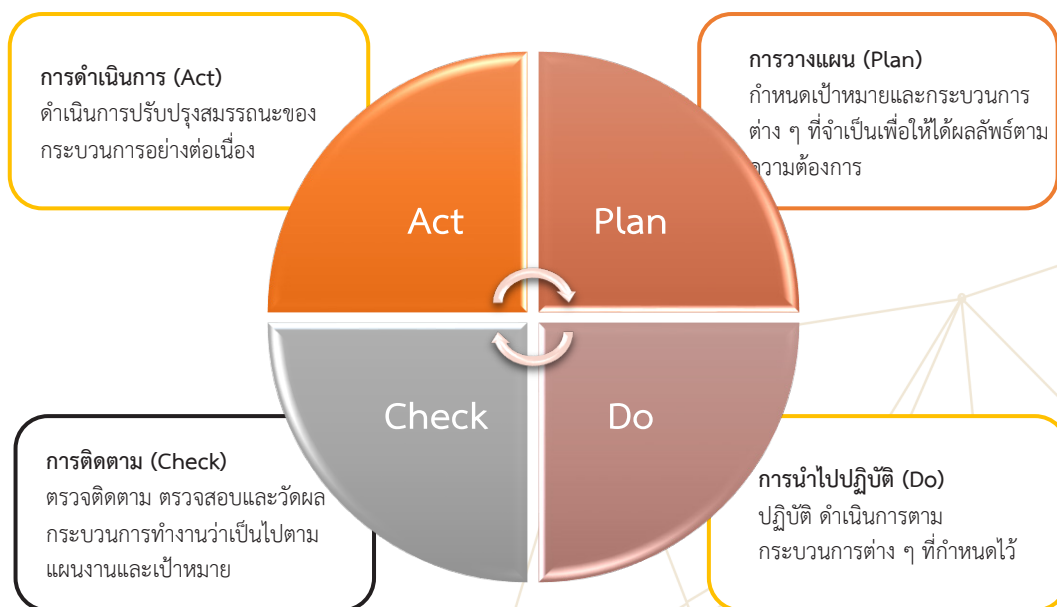 การดำเนินการ (Act)
ดำเนินการปรับปรุงสมรรถนะของ
กระบวนการอย่างต่อเนื่อง
การวางแผน (Plan)
กำหนดเป้าหมายและกระบวนการ
ต่าง ๆ ที่จำเป็นเพื่อให้ได้ผลลัพธ์ตาม
ความต้องการ
Act
Plan
Check
Do
การติดตาม (Check)
ตรวจติดตาม ตรวจสอบและวัดผล
กระบวนการทำงานว่าเป็นไปตาม
แผนงานและเป้าหมาย
การนำไปปฏิบัติ (Do)
ปฏิบัติ ดำเนินการตาม
กระบวนการต่าง ๆ ที่กำหนดไว้